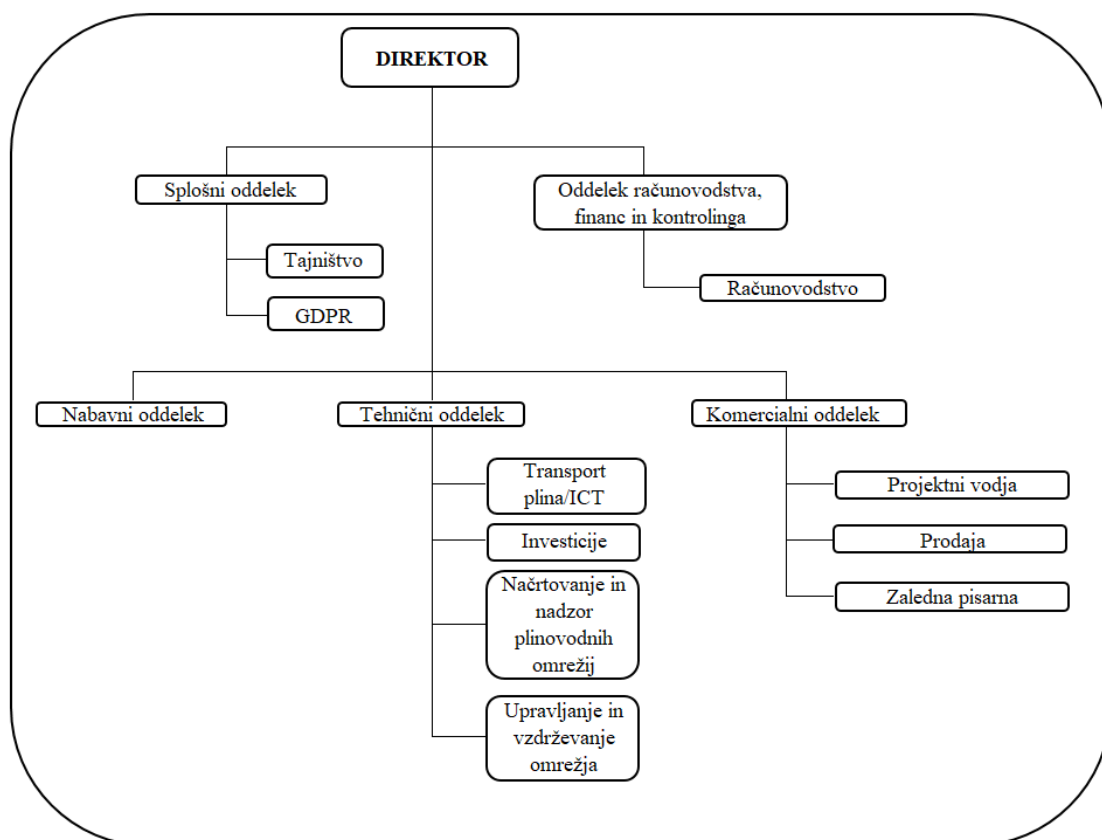 DIREKTOR
Splošni oddelek
Oddelek računovodstva,
financ in kontrolinga
Tajništvo
Računovodstvo
GDPR
Nabavni oddelek
Tehnični oddelek
Komercialni oddelek
Transport
plina/ICT
Projektni vodja
Investicije
Prodaja
Načrtovanje in
nadzor
plinovodnih
omrežij
Zaledna pisarna
Upravljanje in
vzdrževanje
omrežja